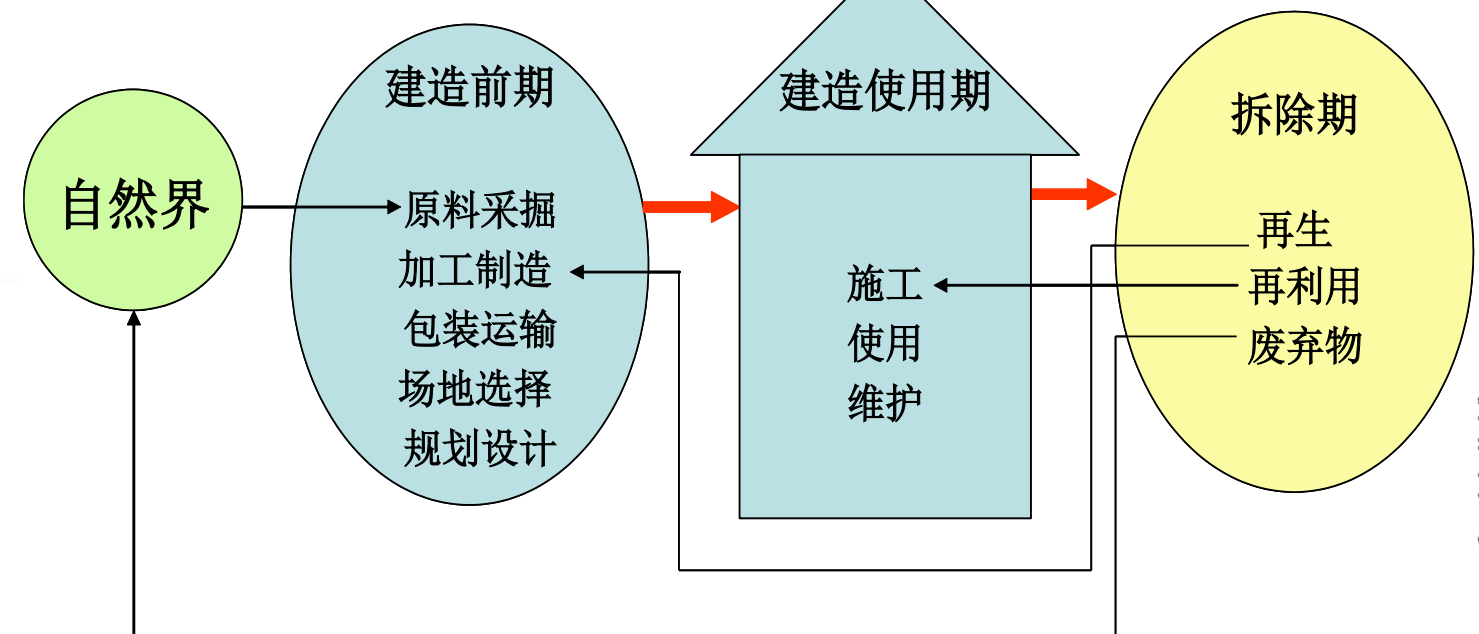 自然界
建造前期
原料采掘
加工制造
包装运输
场地选择
规划设计
建造使用期
施工
使用
维护
拆除期
再生
再利用
废弃物